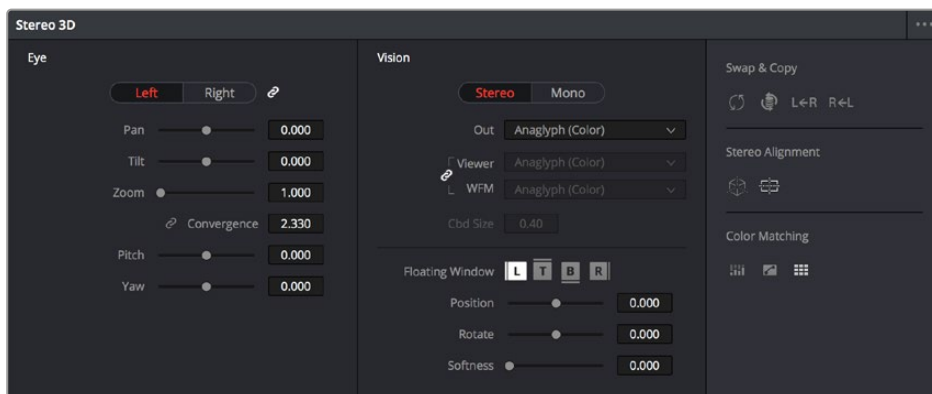 Stereo 3D
Eye
Left Right
Pan 0.000
Tilt 0.000
Zoom 1.000
Convergence 2.330
Pitch 0.000
Yaw 0.000
Vision
Stereo Mono
Out Anaglyph (Color)
Viewer Anaglyph (Color)
WFM Anaglyph (Color)
Cbd Size 0.40
Floating Window L T B R
Position 0.000
Rotate 0.000
Softness 0.000
Swap & Copy
L←R R←L
Stereo Alignment
Color Matching